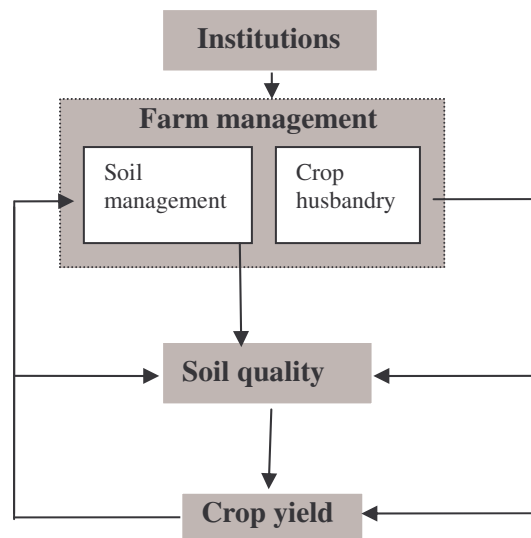 Institutions
Farm management
Soil
management
Crop
husbandry
Soil quality
Crop yield